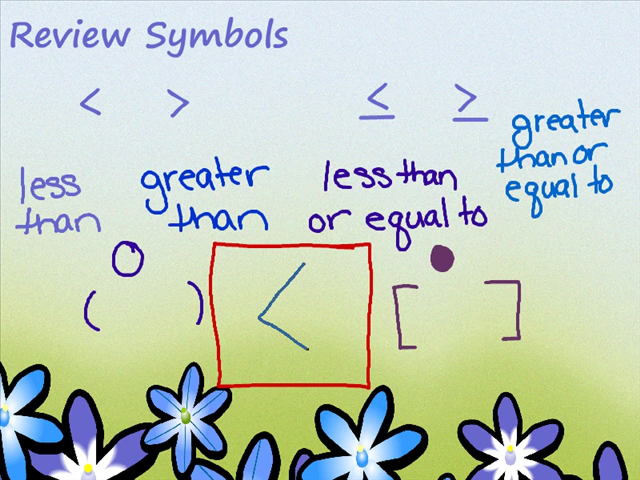 Review Symbols
< > ≤ ≥
less
than
greater
than
less than
or equal to
greater
than or
equal to
( ) < [ ]